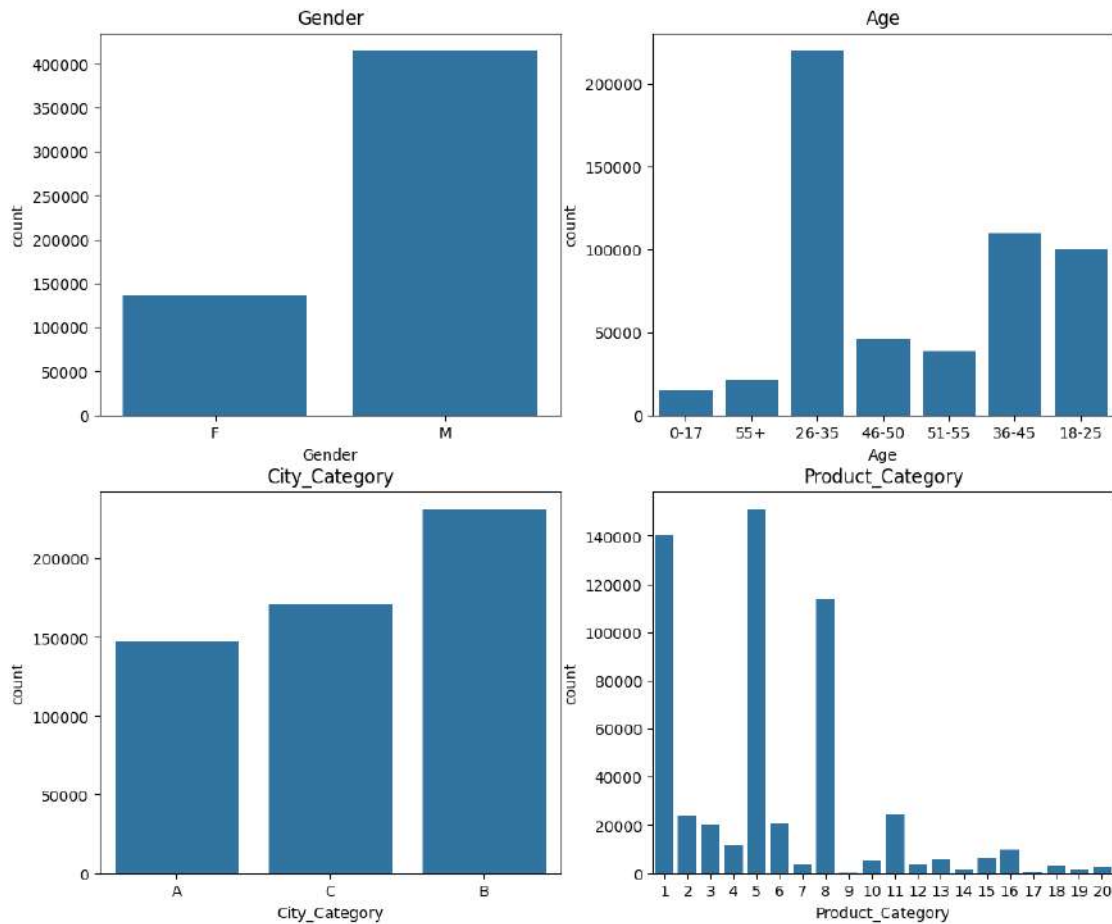 Gender
400000
350000
300000
250000
200000
150000
100000
50000
0
count
F M
Gender
Age
200000
150000
100000
50000
0
count
0-17 55+ 26-35 46-50 51-55 36-45 18-25
Age
City_Category
200000
150000
100000
50000
0
count
A C B
City_Category
Product_Category
140000
120000
100000
80000
60000
40000
20000
0
count
1 2 3 4 5 6 7 8 9 10 11 12 13 14 15 16 17 18 19 20
Product_Category